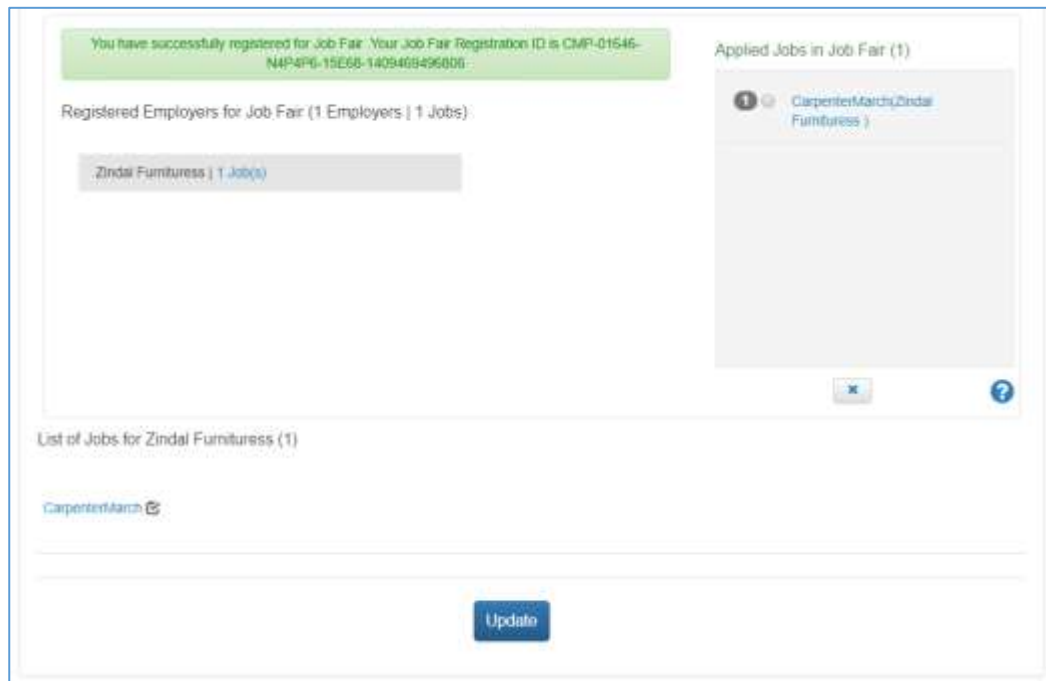 You have successfully registered for Job Fair. Your Job Fair Registration ID is CMP-01646-
N4P4P6-15E68-1409469496806
Registered Employers for Job Fair (1 Employers | 1 Jobs)
Zindal Furnituress | 1 Job(s)
Applied Jobs in Job Fair (1)
1 CarpenterMarch(Zindal
Furnituress )
List of Jobs for Zindal Furnituress (1)
CarpenterMarch
Update